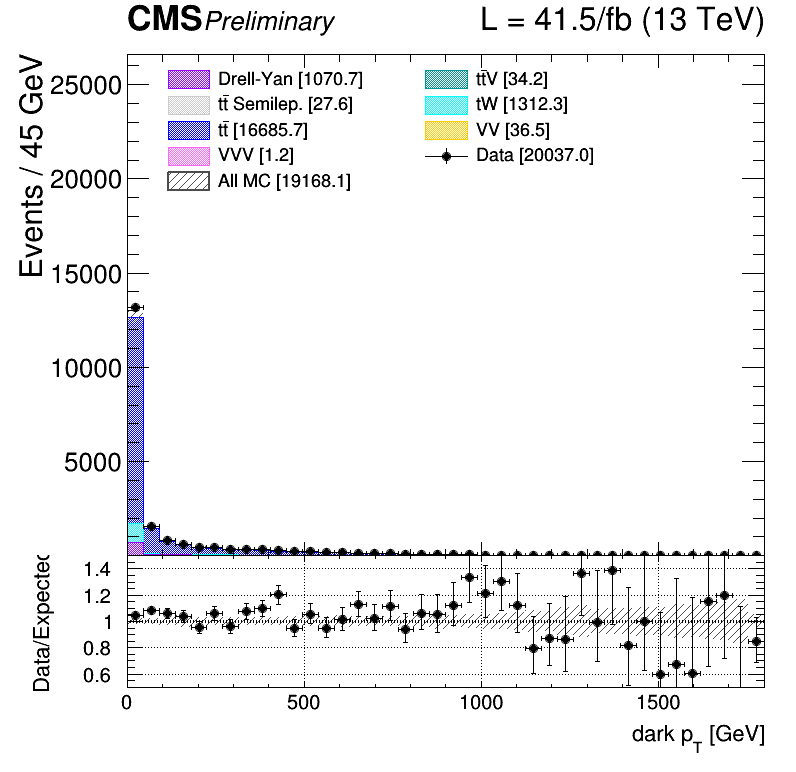 CMS Preliminary L = 41.5/fb (13 TeV)
Events / 45 GeV
25000
20000
15000
10000
5000
Drell-Yan [1070.7]
tt̄ Semilep. [27.6]
tt̄ [16685.7]
VVV [1.2]
All MC [19168.1]
tt̄V [34.2]
tW [1312.3]
VV [36.5]
Data [20037.0]
Data/Expected
1.4
1.2
1
0.8
0.6
0 500 1000 1500
dark p_T [GeV]